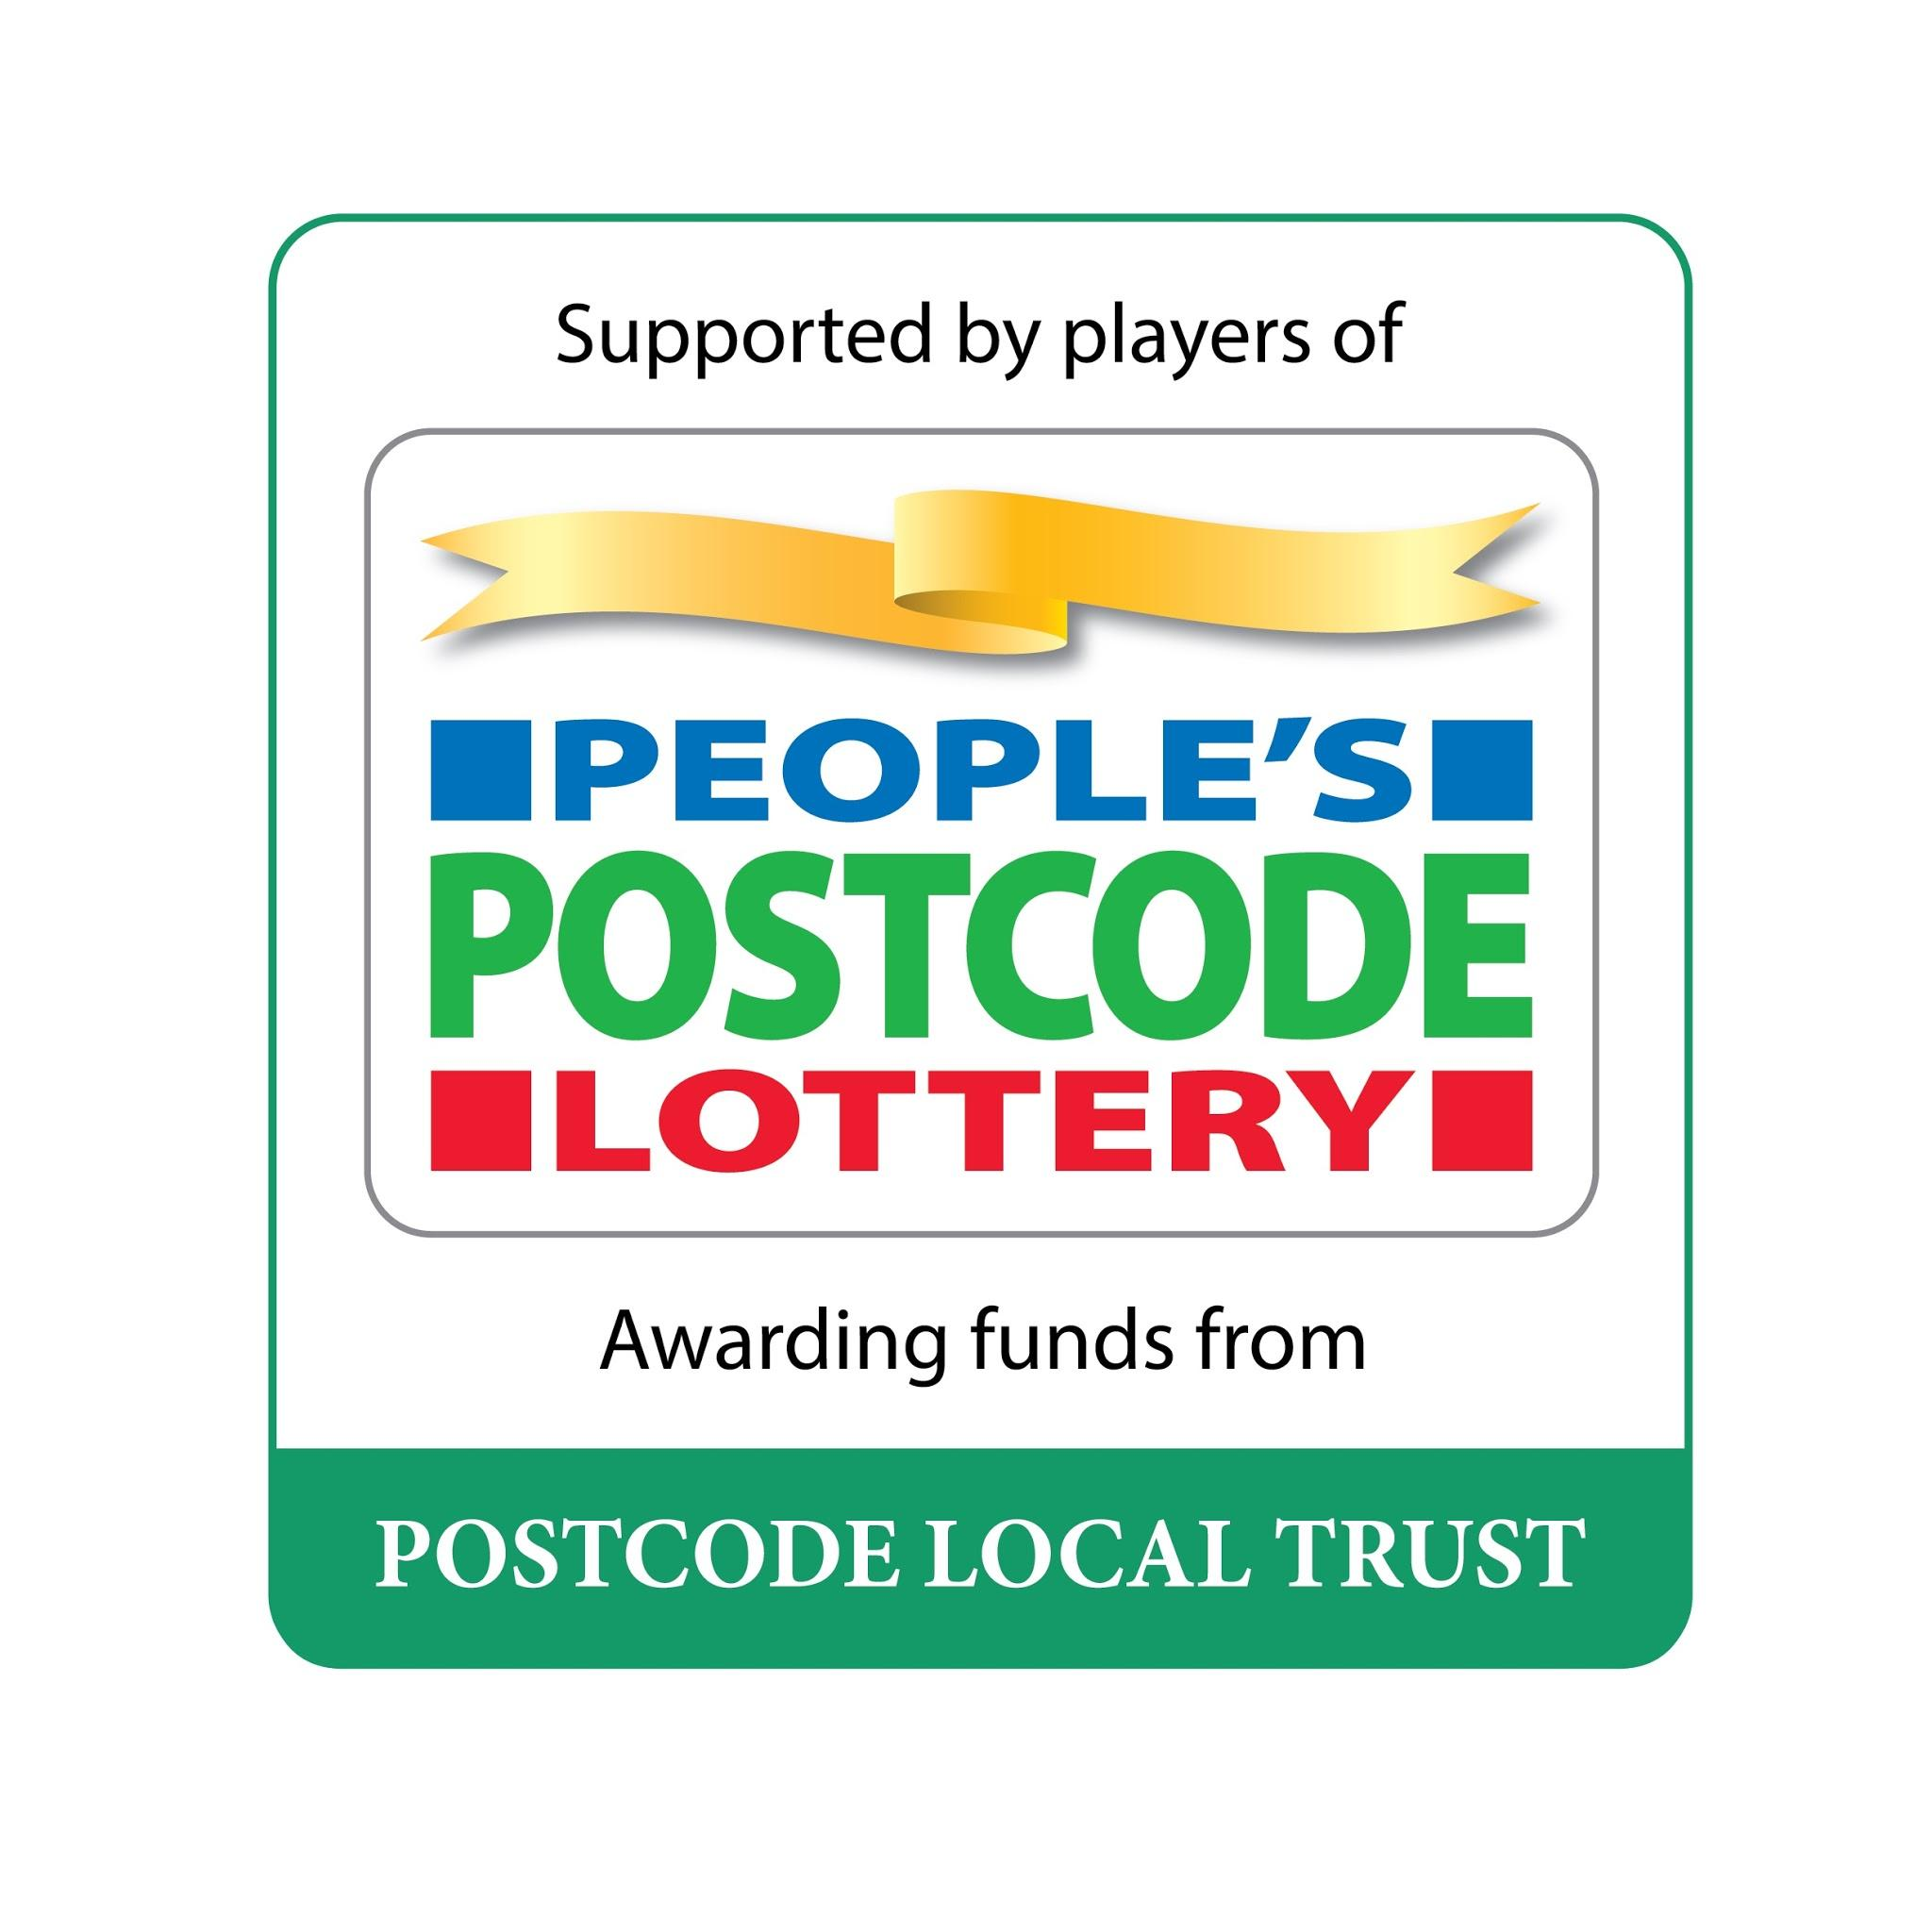 Supported by players of
PEOPLE'S
POSTCODE
LOTTERY
Awarding funds from
POSTCODE LOCAL TRUST